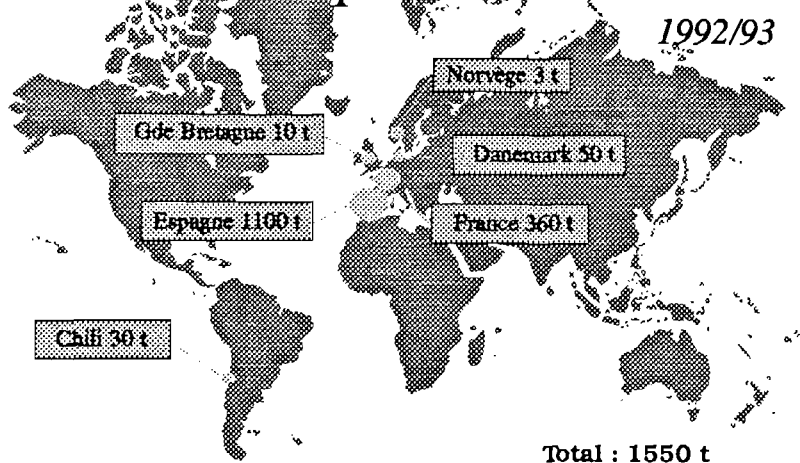 1992/93
Norvege 3 t
Gde Bretagne 10 t
Danemark 50 t
Espagne 1100 t
France 360 t
Chili 30 t
Total : 1550 t